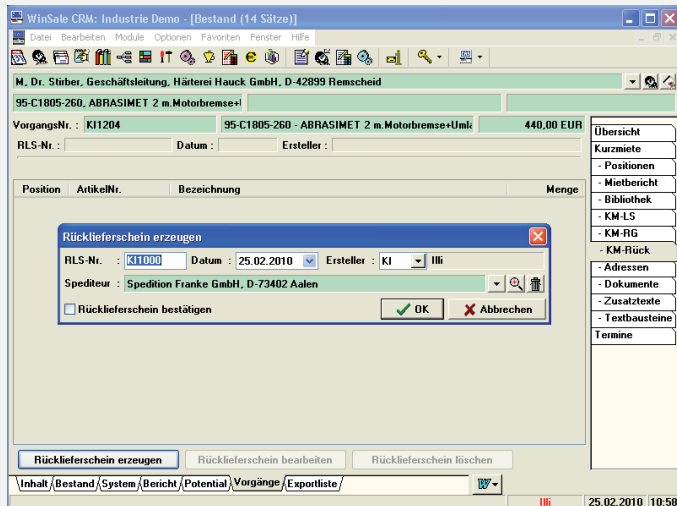 WinSale CRM: Industrie Demo - [Bestand (14 Sätze)]
Datei Bearbeiten Module Optionen Favoriten Fenster Hilfe
M, Dr. Stirber, Geschäftsleitung, Härterei Hauck GmbH, D-42899 Remscheid
95-C1805-260, ABRASIMET 2 m.Motorbremse+
VorgangsNr. : KI1204 95-C1805-260 - ABRASIMET 2 m.Motorbremse+Umla 440,00 EUR
RLS-Nr. : Datum : Ersteller :
Position ArtikelNr. Bezeichnung Menge
Übersicht
Kurzmiete
- Positionen
- Mietbericht
- Bibliothek
- KM-LS
- KM-RG
- KM-Rück
- Adressen
- Dokumente
- Zusatztexte
- Textbausteine
Termine
Rücklieferschein erzeugen
RLS-Nr. : KI1000 Datum : 25.02.2010 Ersteller : KI Illi
Spediteur : Spedition Franke GmbH, D-73402 Aalen
Rücklieferschein bestätigen OK Abbrechen
Rücklieferschein erzeugen Rücklieferschein bearbeiten Rücklieferschein löschen
Inhalt Bestand System Bericht Potential Vorgänge Exportliste W
Illi 25.02.2010 10:58